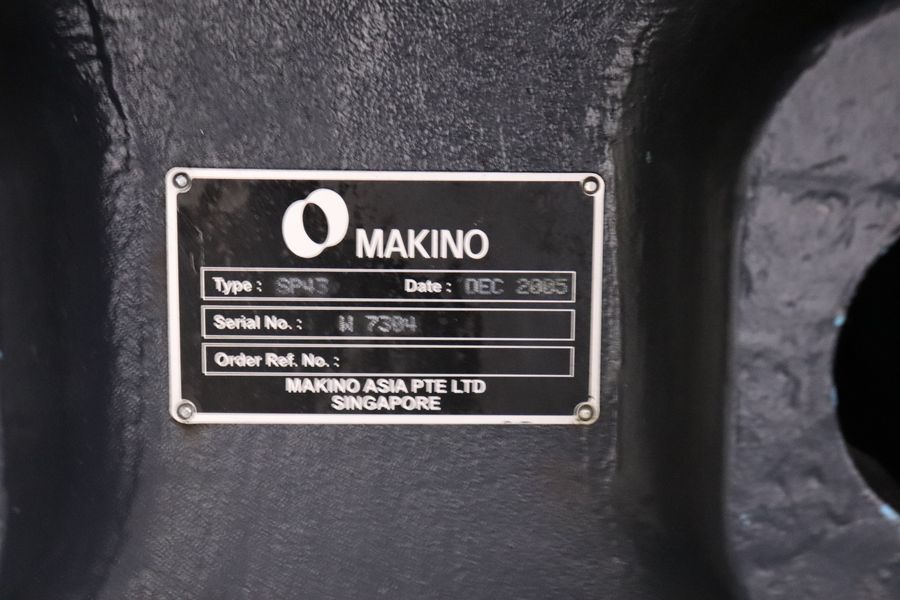 MAKINO
Type : SP43 Date : DEC 2005
Serial No. : W 7304
Order Ref. No. :
MAKINO ASIA PTE LTD
SINGAPORE